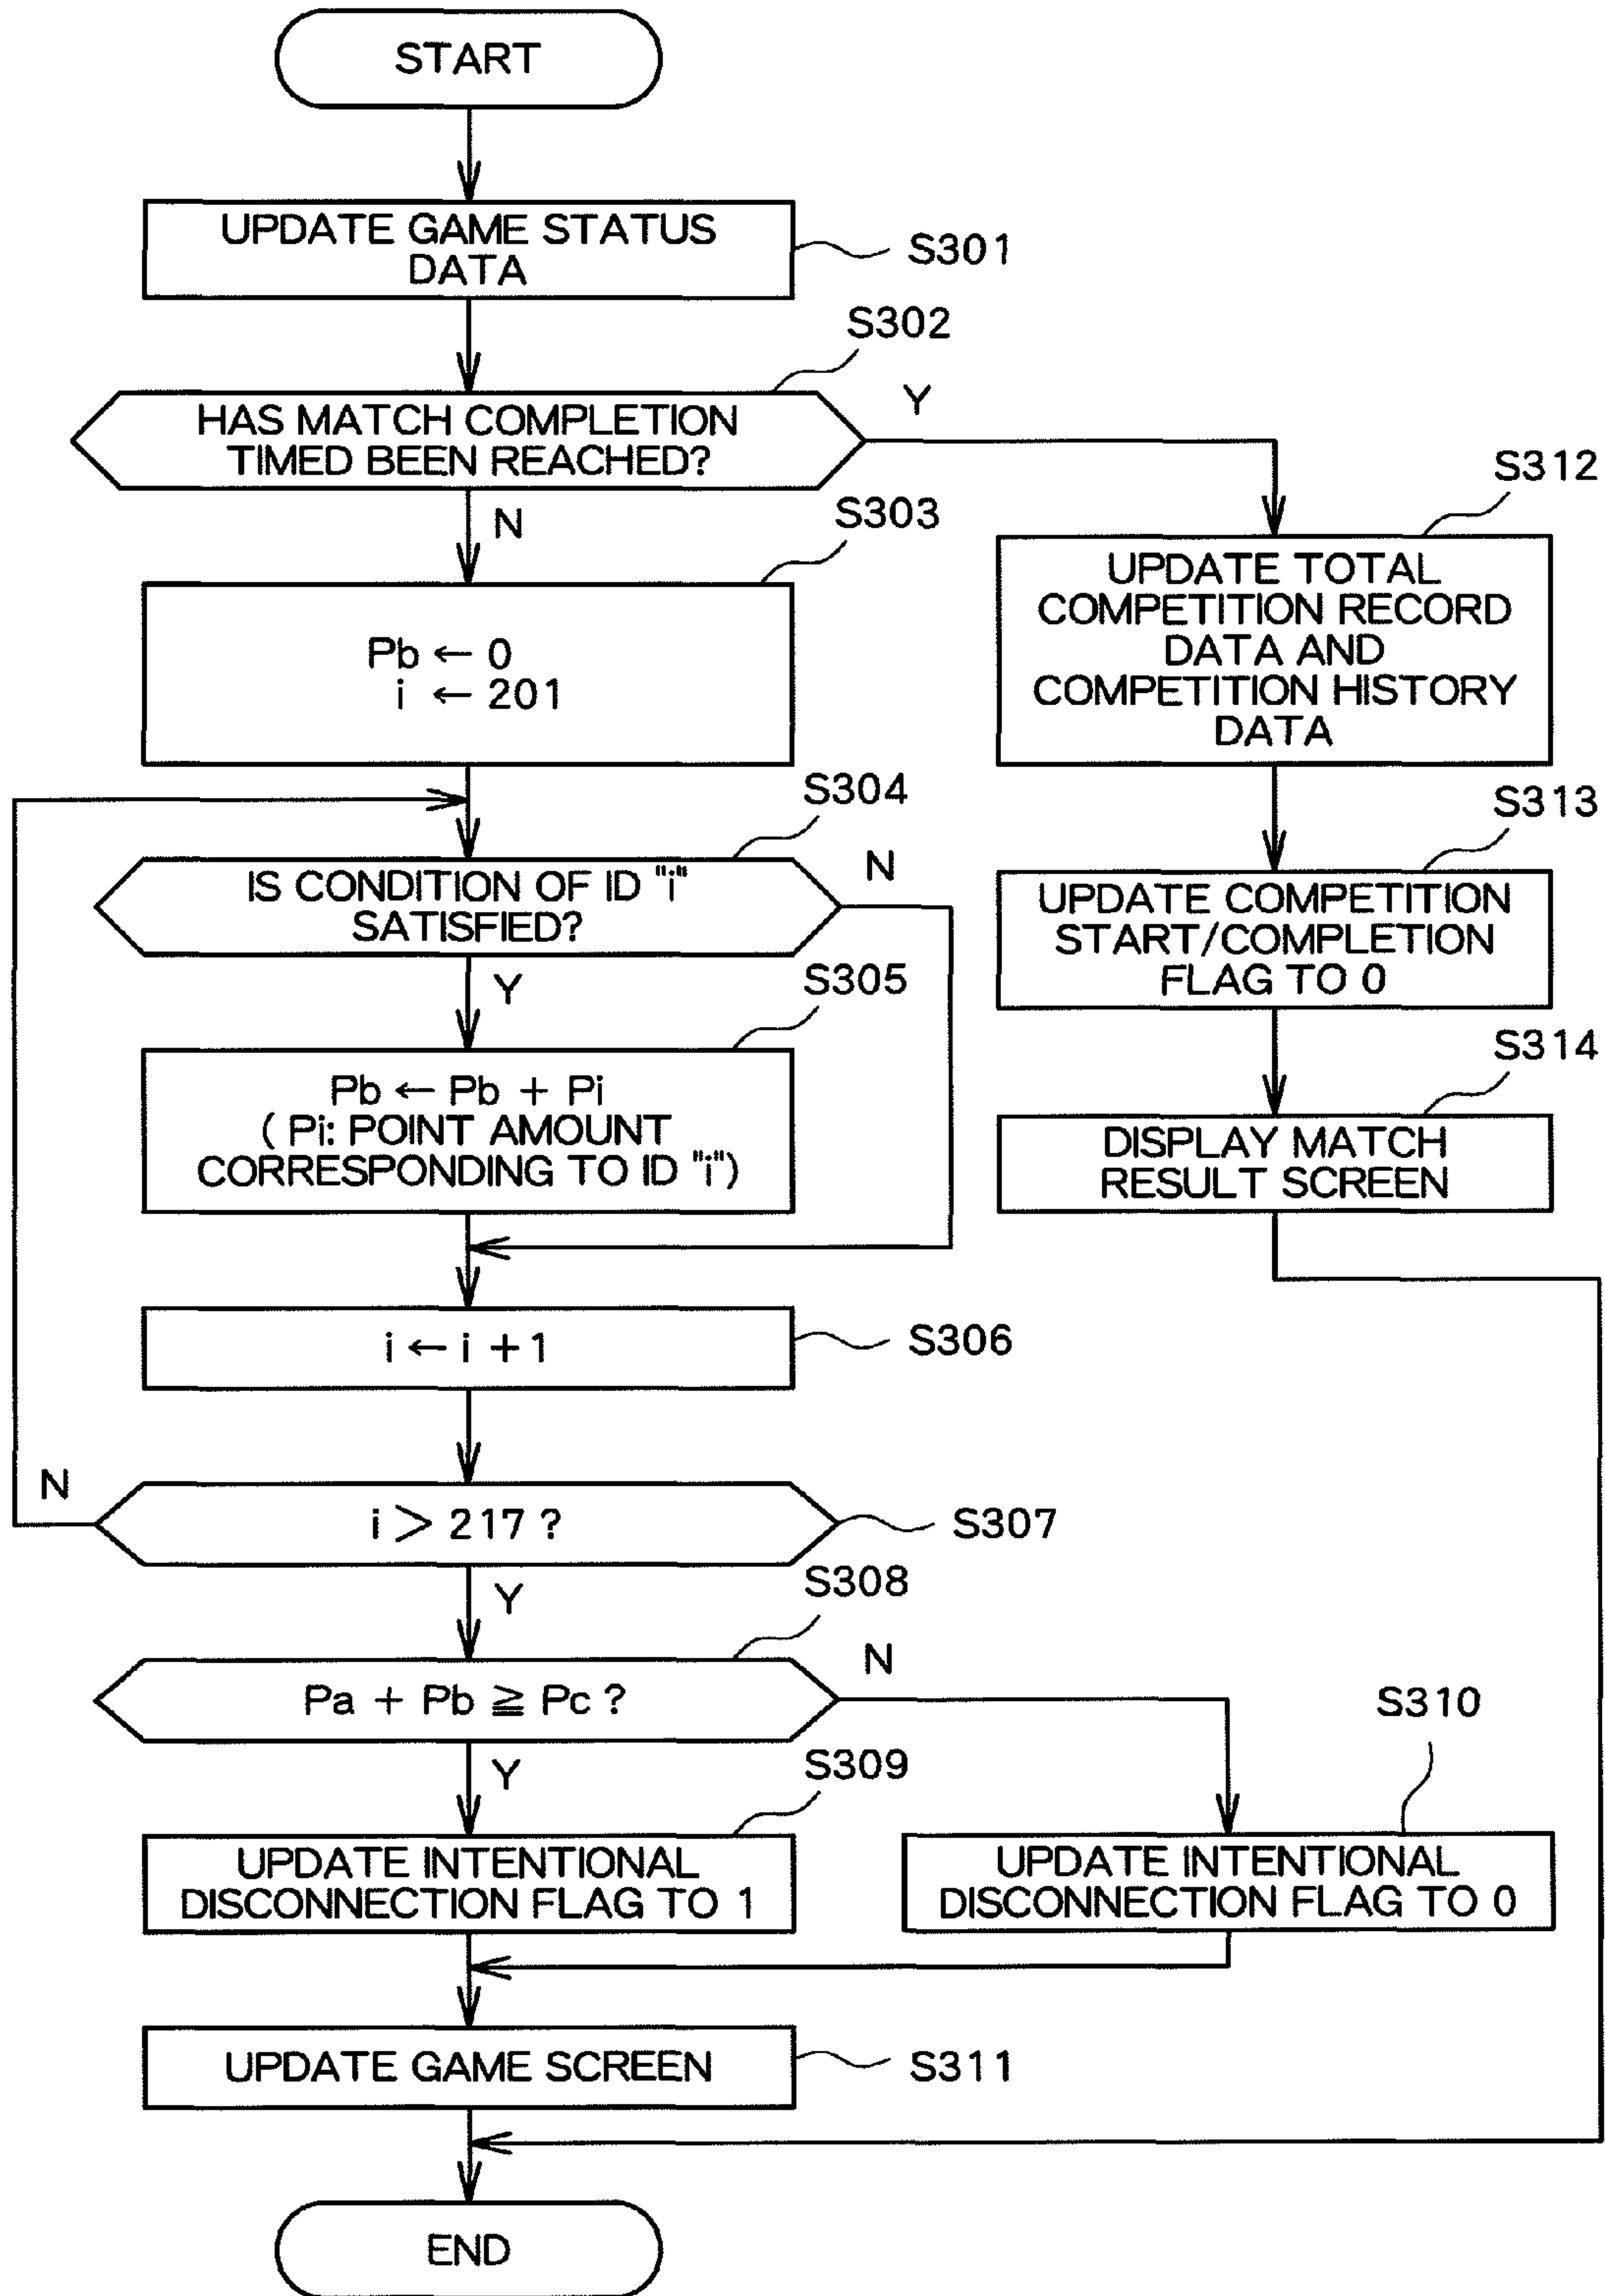 START
UPDATE GAME STATUS
DATA
S301
S302
HAS MATCH COMPLETION
TIMED BEEN REACHED?
Y
N
S303
Pb ← 0
i ← 201
S304
IS CONDITION OF ID "i"
SATISFIED?
N
Y
S305
Pb ← Pb + Pi
( Pi: POINT AMOUNT
CORRESPONDING TO ID "i")
i ← i + 1
S306
N
i > 217 ?
S307
Y
S308
Pa + Pb ≧ Pc ?
N
Y
S309
UPDATE INTENTIONAL
DISCONNECTION FLAG TO 1
S310
UPDATE INTENTIONAL
DISCONNECTION FLAG TO 0
UPDATE GAME SCREEN
S311
S312
UPDATE TOTAL
COMPETITION RECORD
DATA AND
COMPETITION HISTORY
DATA
S313
UPDATE COMPETITION
START/COMPLETION
FLAG TO 0
S314
DISPLAY MATCH
RESULT SCREEN
END